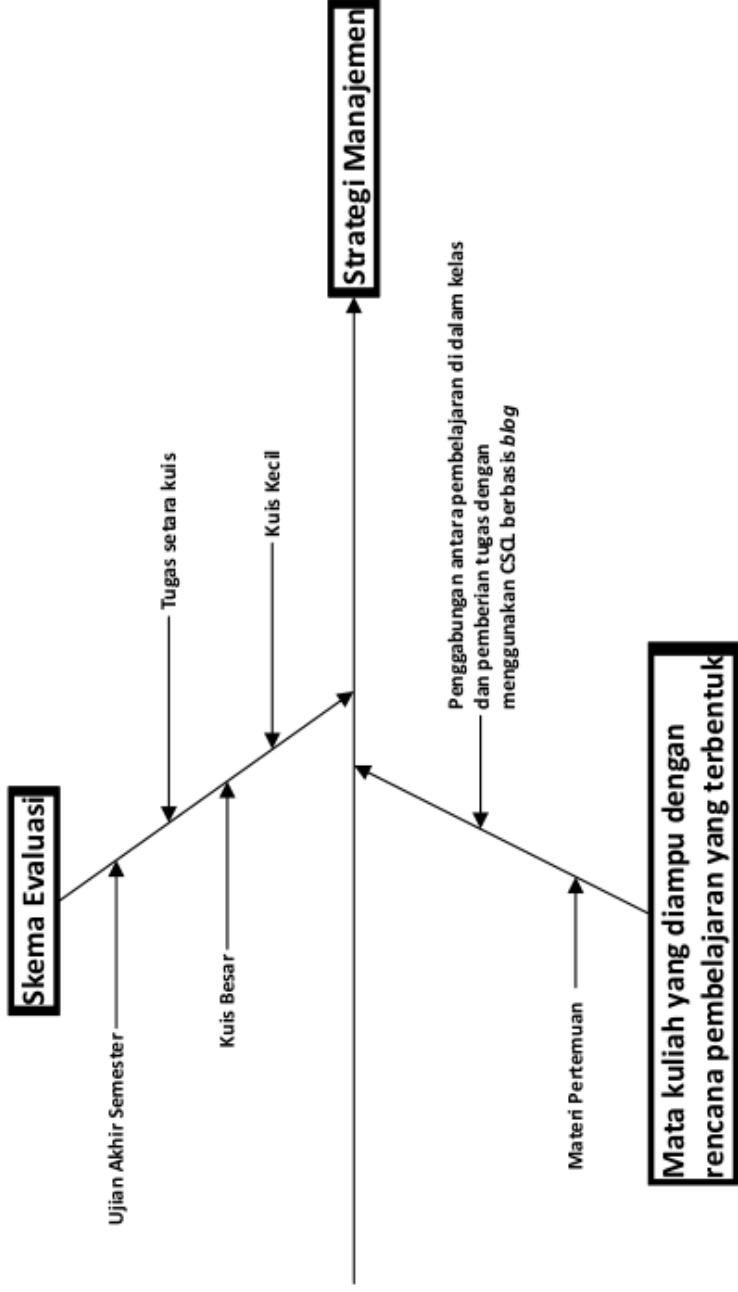 Skema Evaluasi
Ujian Akhir Semester
Tugas setara kuis
Kuis Besar
Kuis Kecil
Strategi Manajemen
Penggabungan antara pembelajaran di dalam kelas
dan pemberian tugas dengan
menggunakan CSCL berbasis blog
Materi Pertemuan
Mata kuliah yang diampu dengan
rencana pembelajaran yang terbentuk